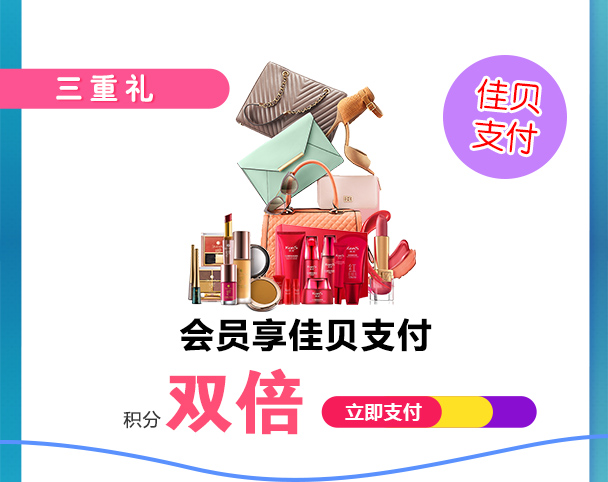 三重礼
佳贝
支付
会员享佳贝支付
积分双倍
立即支付